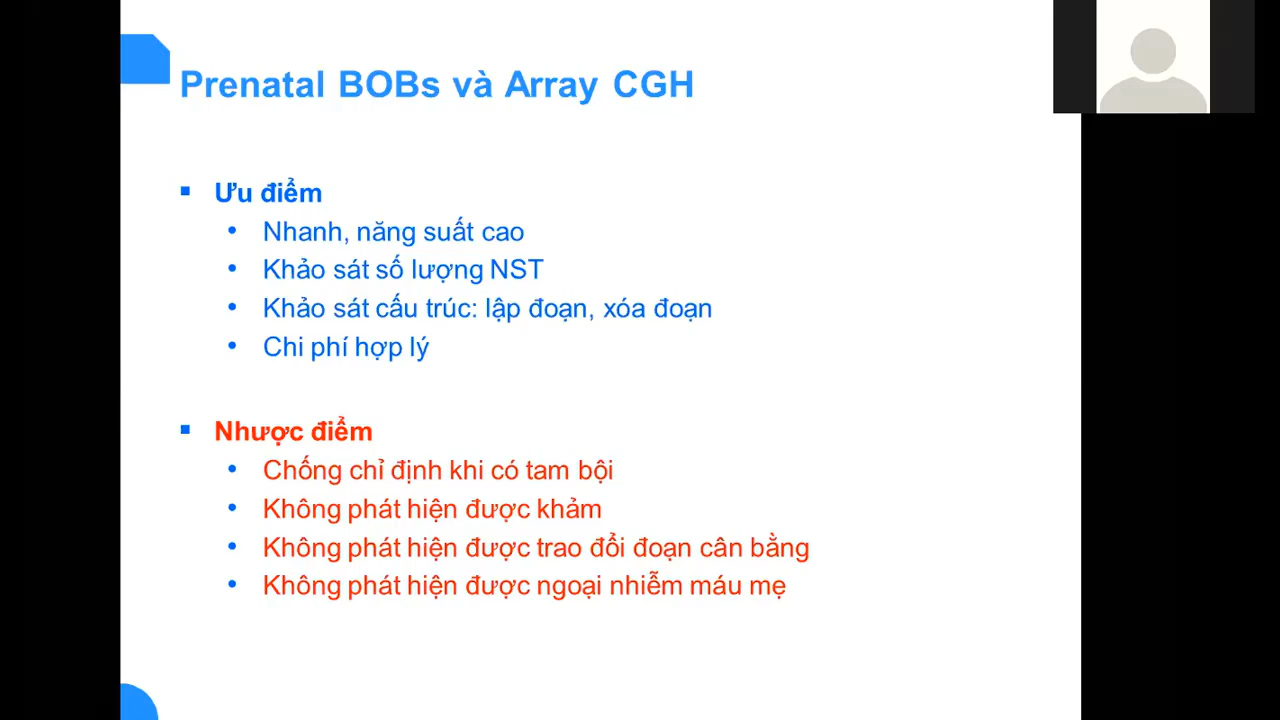 Prenatal BOBs và Array CGH
Ưu điểm
Nhanh, năng suất cao
Khảo sát số lượng NST
Khảo sát cấu trúc: lập đoạn, xóa đoạn
Chi phí hợp lý
Nhược điểm
Chống chỉ định khi có tam bội
Không phát hiện được khảm
Không phát hiện được trao đổi đoạn cân bằng
Không phát hiện được ngoại nhiễm máu mẹ